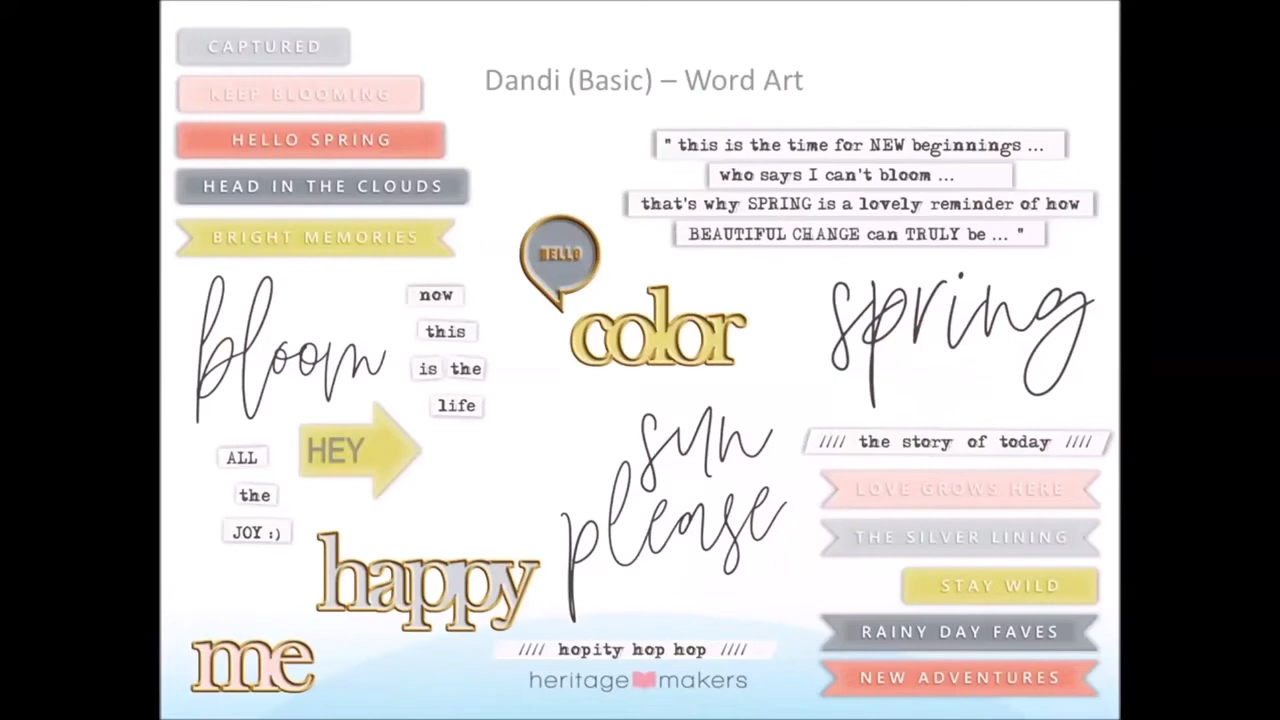 CAPTURED
KEEP BLOOMING
HELLO SPRING
HEAD IN THE CLOUDS
BRIGHT MEMORIES
Dandi (Basic) – Word Art
" this is the time for NEW beginnings ...
who says I can't bloom ...
that's why SPRING is a lovely reminder of how
BEAUTIFUL CHANGE can TRULY be ... "
HELLO
color
spring
bloom
now
this
is the
life
HEY
ALL
the
JOY :)
sun
please
happy
me
//// the story of today ////
LOVE GROWS HERE
THE SILVER LINING
STAY WILD
RAINY DAY FAVES
NEW ADVENTURES
//// hopity hop hop ////
heritage makers